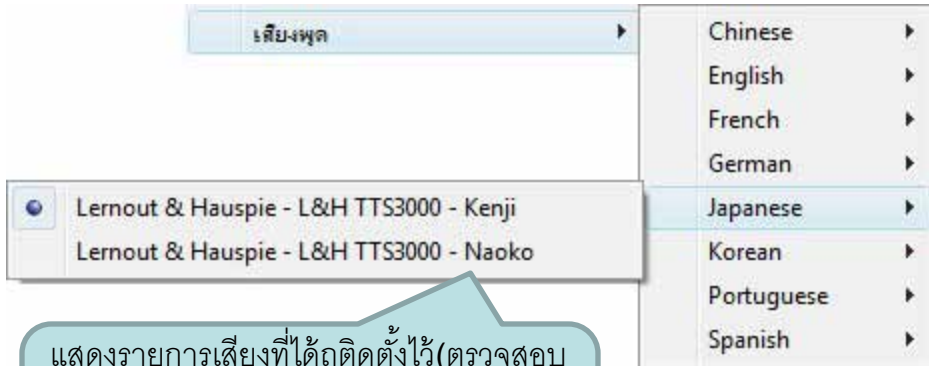 เสียงพูด
Chinese
English
French
German
Japanese
Korean
Portuguese
Spanish
Lernout & Hauspie - L&H TTS3000 - Kenji
Lernout & Hauspie - L&H TTS3000 - Naoko
แสดงรายการเสียงที่ได้ถติดตั้งไว้(ตรวจสอบ